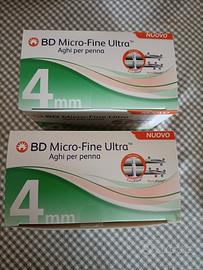 NUOVO
BD Micro-Fine Ultra™
Aghi per penna
4mm
NUOVO
BD Micro-Fine Ultra™
Aghi per penna
4mm